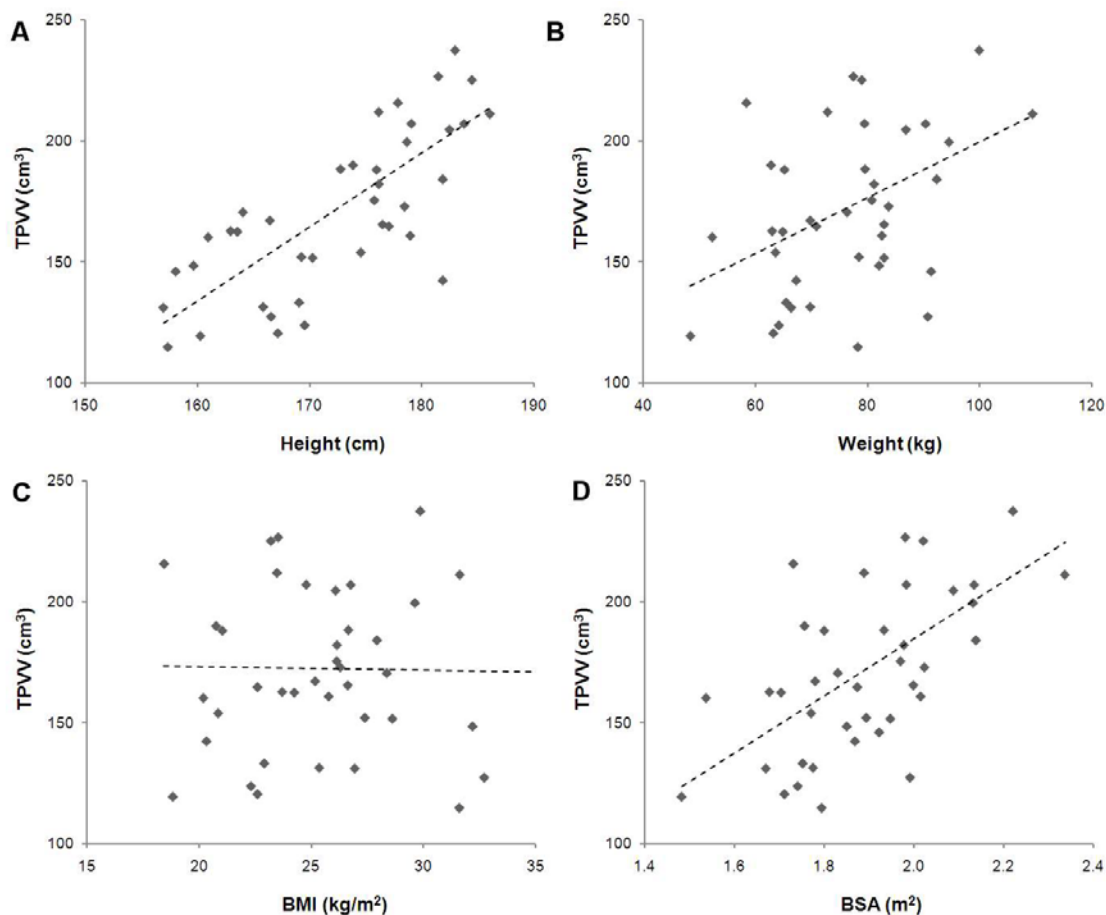 A
TPVV (cm³)
250
200
150
100
150 160 170 180 190
Height (cm)
B
TPVV (cm³)
250
200
150
100
40 60 80 100 120
Weight (kg)
C
TPVV (cm³)
250
200
150
100
15 20 25 30 35
BMI (kg/m²)
D
TPVV (cm³)
250
200
150
100
1.4 1.6 1.8 2.0 2.2 2.4
BSA (m²)